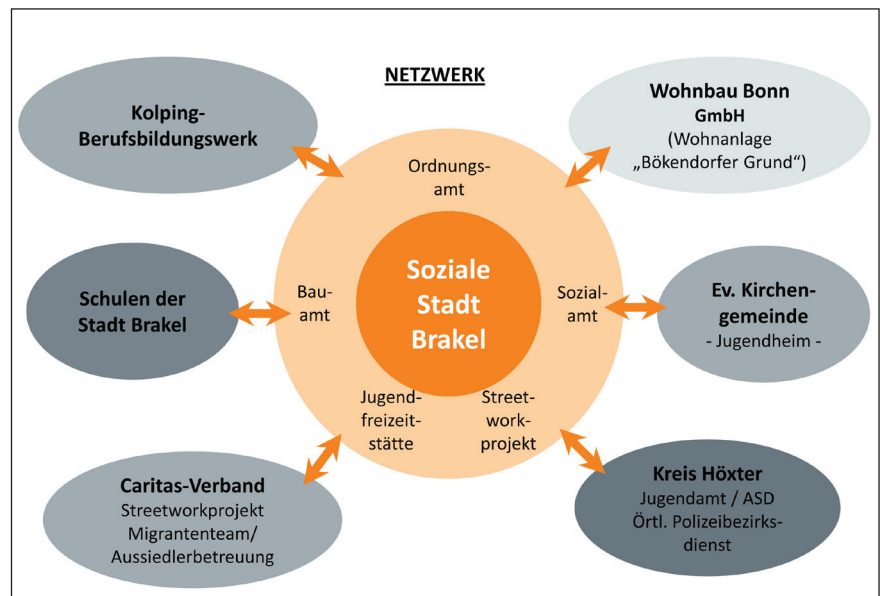 NETZWERK
Kolping-
Berufsbildungswerk
Wohnbau Bonn
GmbH
(Wohnanlage
„Bökendorfer Grund“)
Ordnungs-
amt
Schulen der
Stadt Brakel
Bau-
amt
Soziale
Stadt
Brakel
Sozial-
amt
Ev. Kirchen-
gemeinde
- Jugendheim -
Jugend-
freizeit-
stätte
Street-
work-
projekt
Caritas-Verband
Streetworkprojekt
Migrantenteam/
Aussiedlerbetreuung
Kreis Höxter
Jugendamt / ASD
Örtl. Polizeibezirks-
dienst